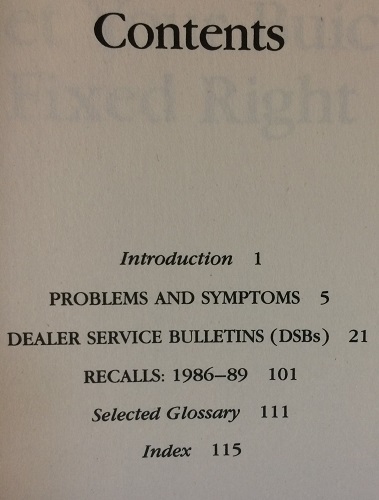 Contents
Introduction 1
PROBLEMS AND SYMPTOMS 5
DEALER SERVICE BULLETINS (DSBs) 21
RECALLS: 1986–89 101
Selected Glossary 111
Index 115